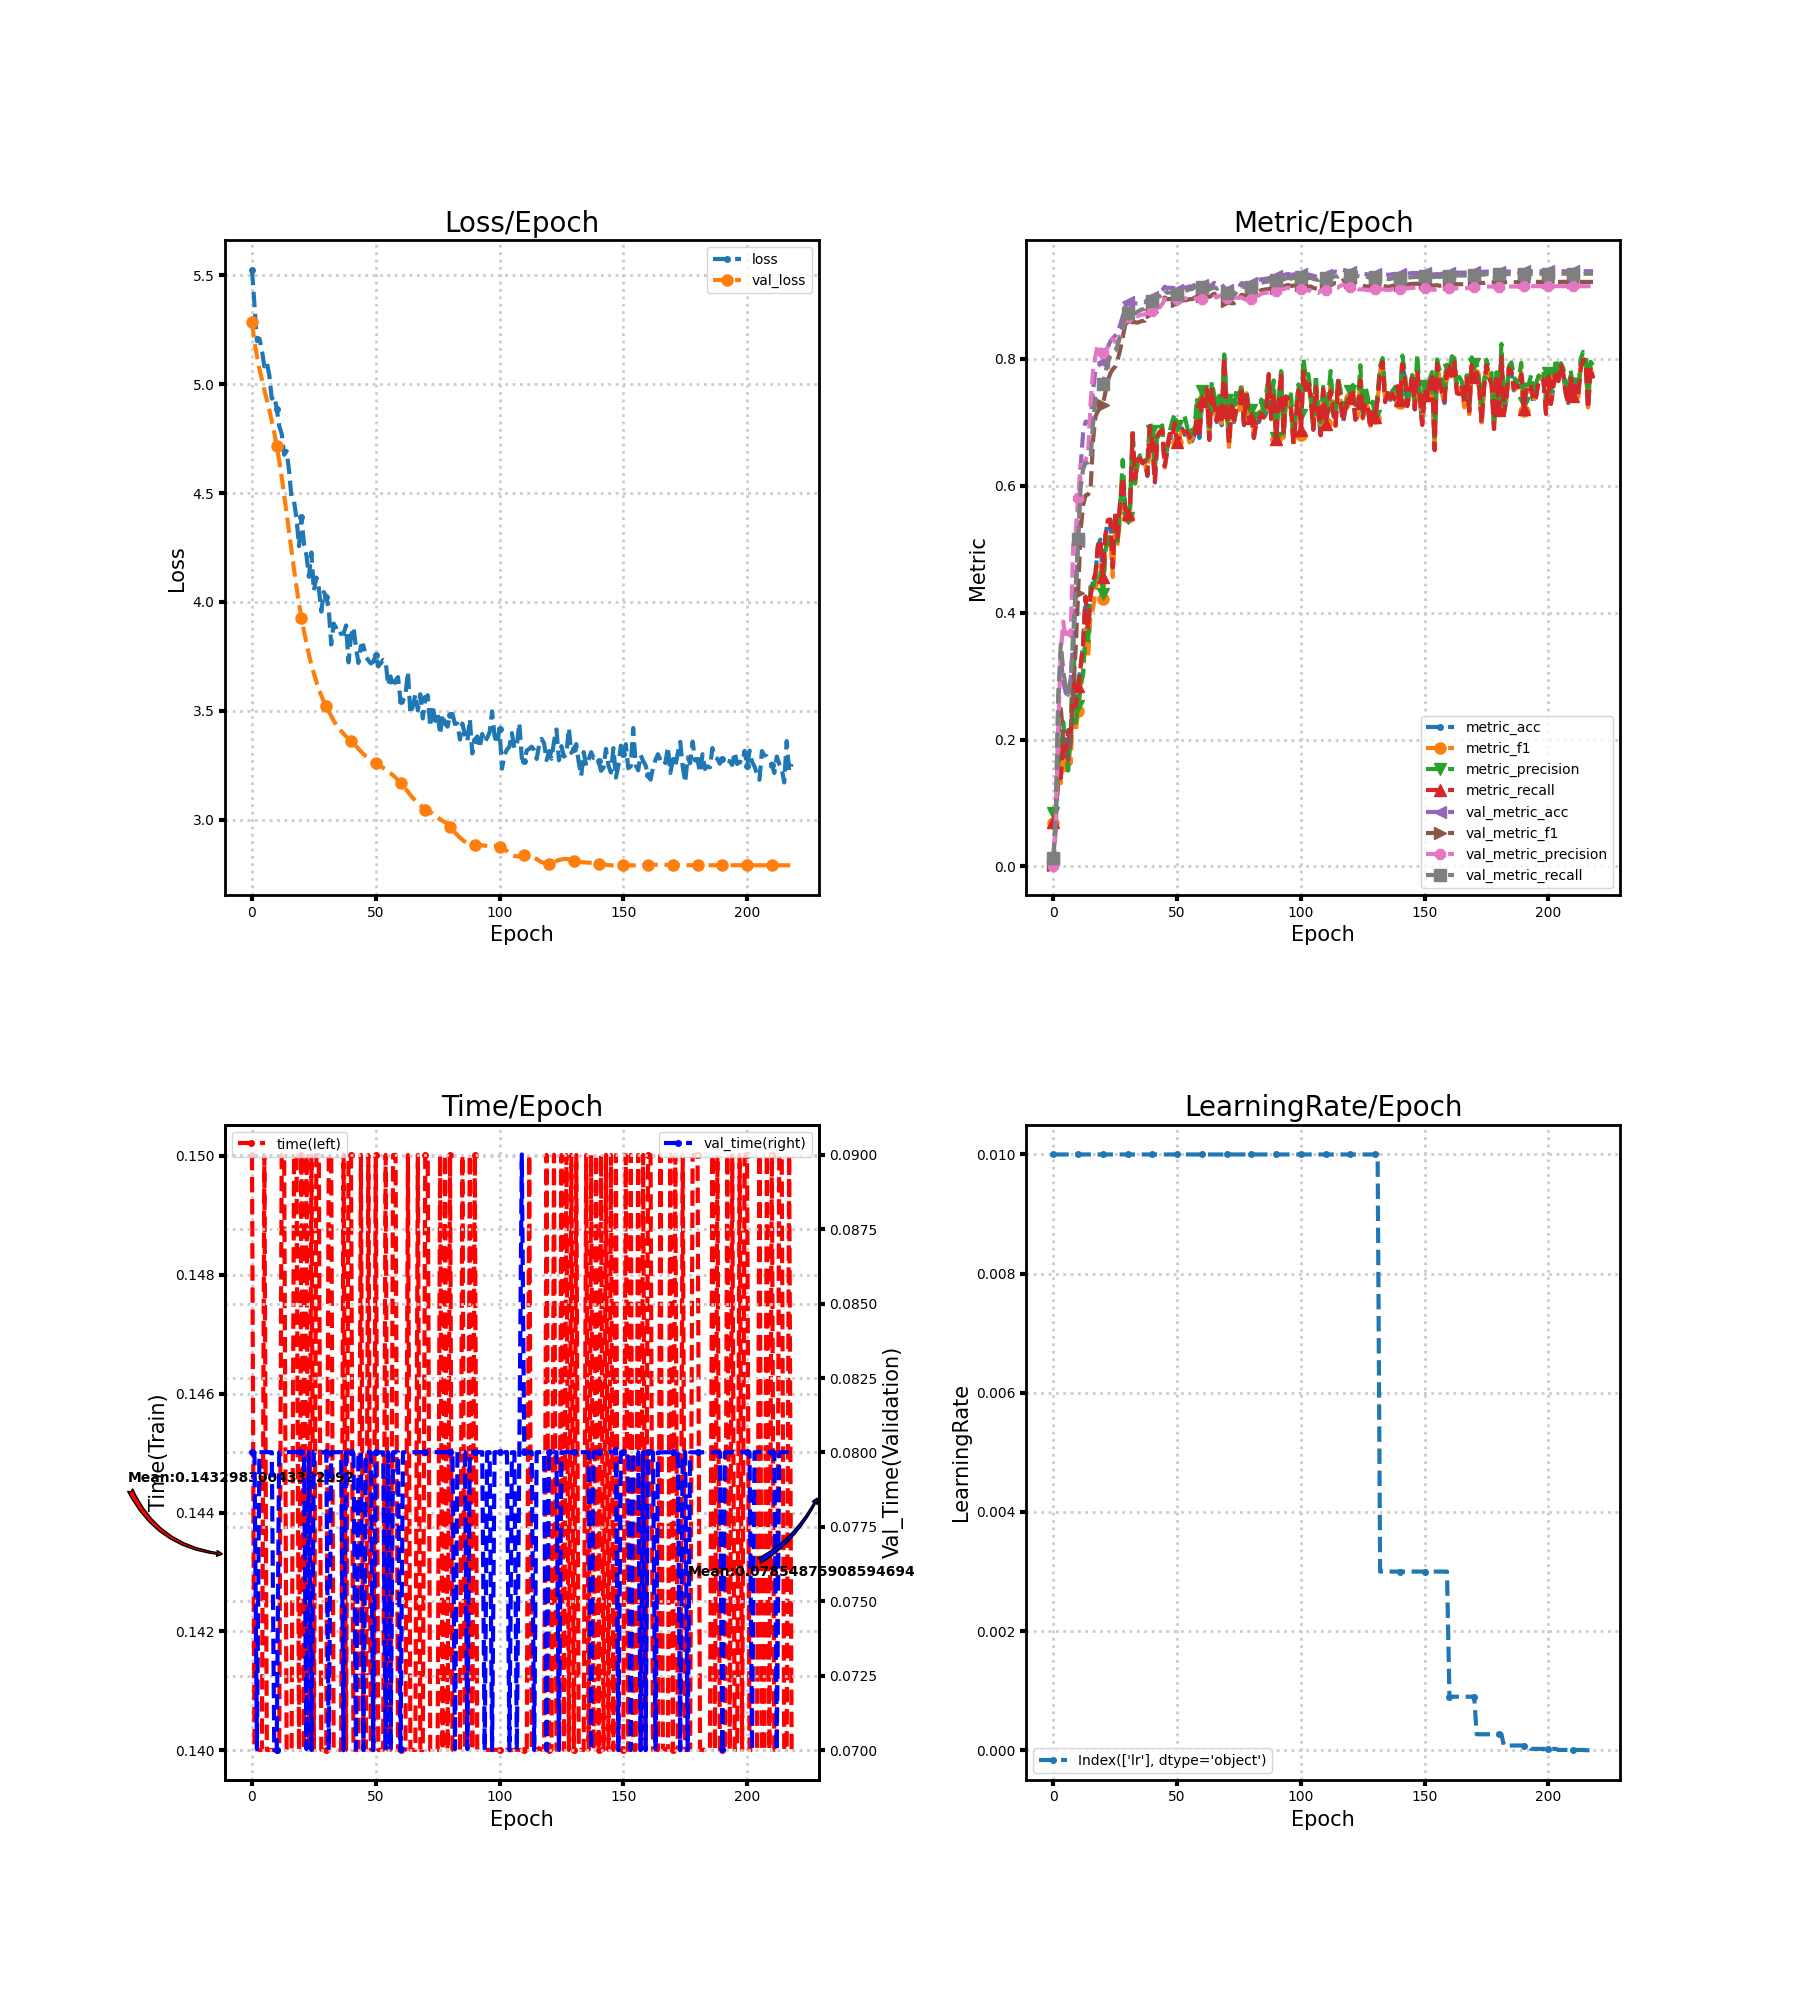 Loss/Epoch
5.5
5.0
4.5
4.0
3.5
3.0
Loss
loss
val_loss
0
50
100
150
200
Epoch
Metric/Epoch
0.8
0.6
0.4
0.2
0.0
Metric
metric_acc
metric_f1
metric_precision
metric_recall
val_metric_acc
val_metric_f1
val_metric_precision
val_metric_recall
0
50
100
150
200
Epoch
Time/Epoch
time(left)
val_time(right)
0.150
0.148
0.146
0.144
0.142
0.140
Time(Train)
0.0900
0.0875
0.0850
0.0825
0.0800
0.0775
0.0750
0.0725
0.0700
Val_Time(Validation)
Mean:0.07854875908594694
0
50
100
150
200
Epoch
LearningRate/Epoch
0.010
0.008
0.006
0.004
0.002
0.000
LearningRate
Index(['lr'], dtype='object')
0
50
100
150
200
Epoch